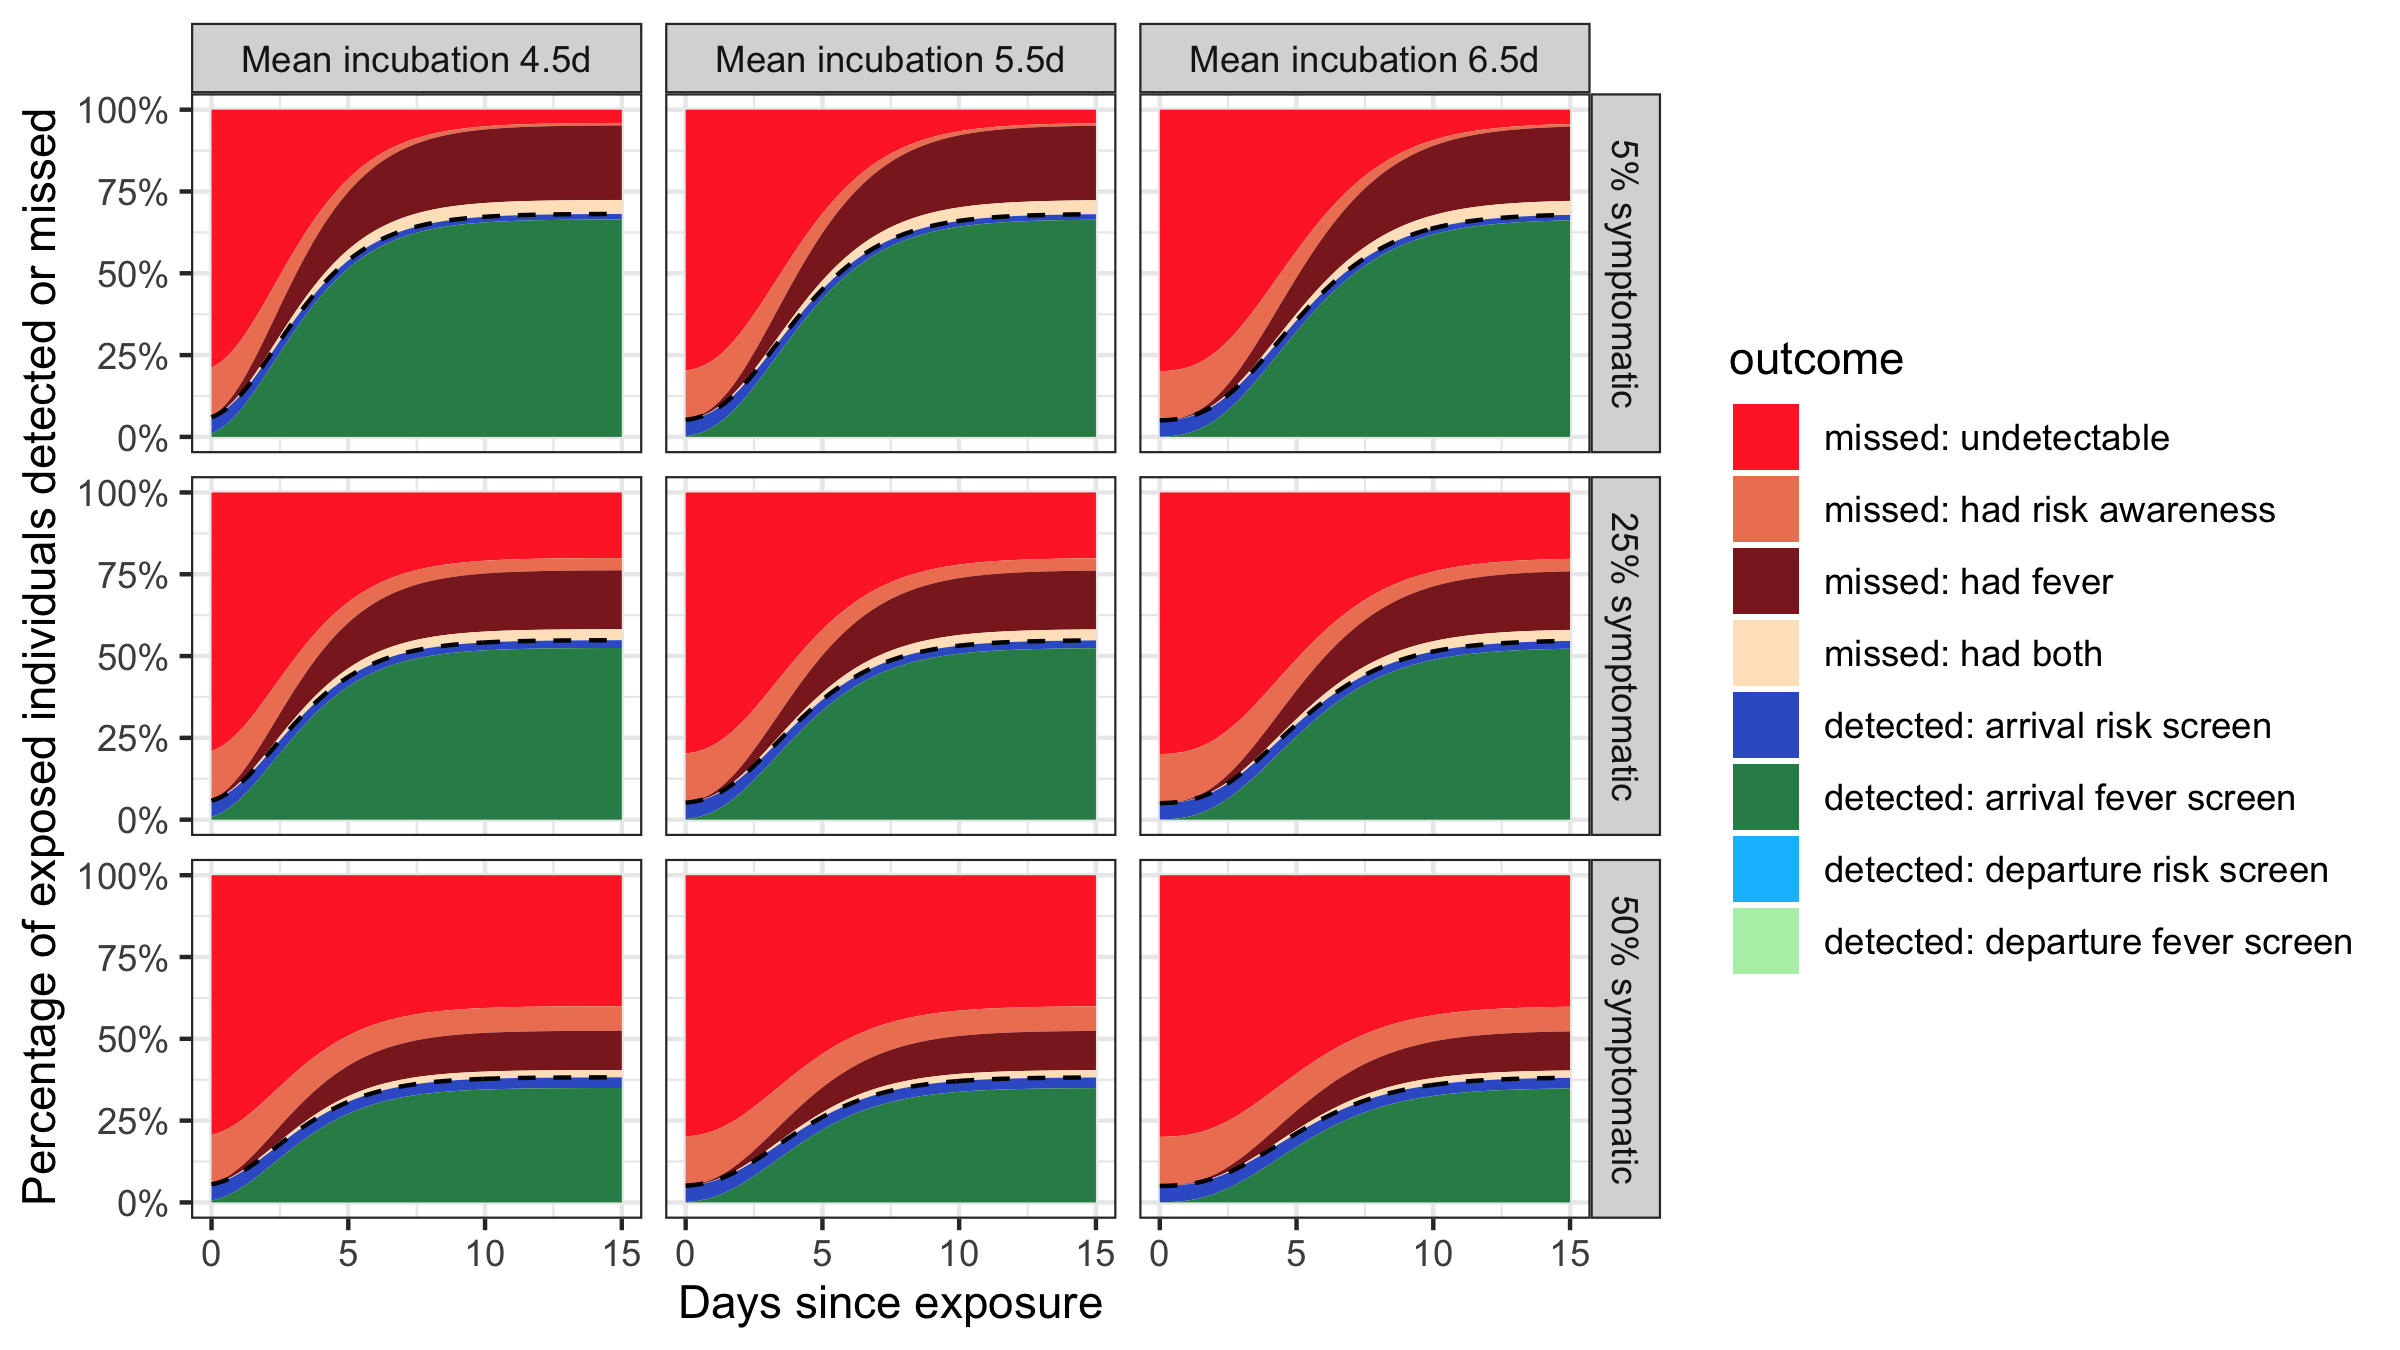 Mean incubation 4.5d
Mean incubation 5.5d
Mean incubation 6.5d
Percentage of exposed individuals detected or missed
100%
75%
50%
25%
0%
5% symptomatic
100%
75%
50%
25%
0%
25% symptomatic
100%
75%
50%
25%
0%
50% symptomatic
0 5 10 15
0 5 10 15
0 5 10 15
Days since exposure
outcome
missed: undetectable
missed: had risk awareness
missed: had fever
missed: had both
detected: arrival risk screen
detected: arrival fever screen
detected: departure risk screen
detected: departure fever screen